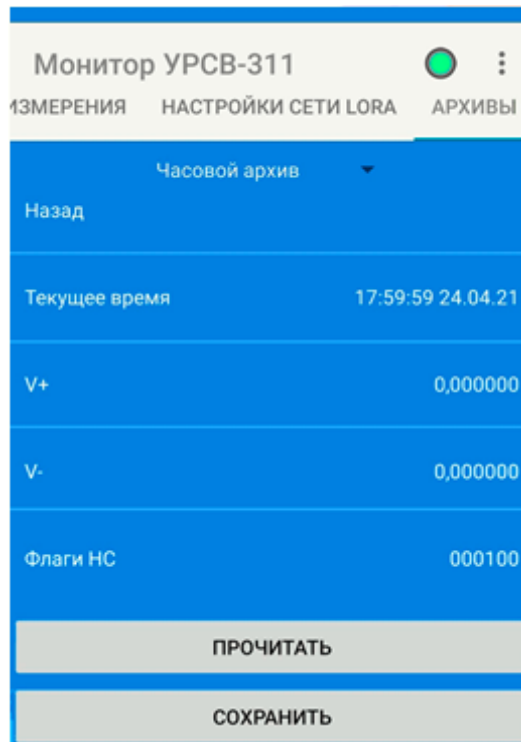 Монитор УРСВ-311
ИЗМЕРЕНИЯ НАСТРОЙКИ СЕТИ LORA АРХИВЫ
Часовой архив
Назад
Текущее время 17:59:59 24.04.21
V+ 0,000000
V- 0,000000
Флаги НС 000100
ПРОЧИТАТЬ
СОХРАНИТЬ